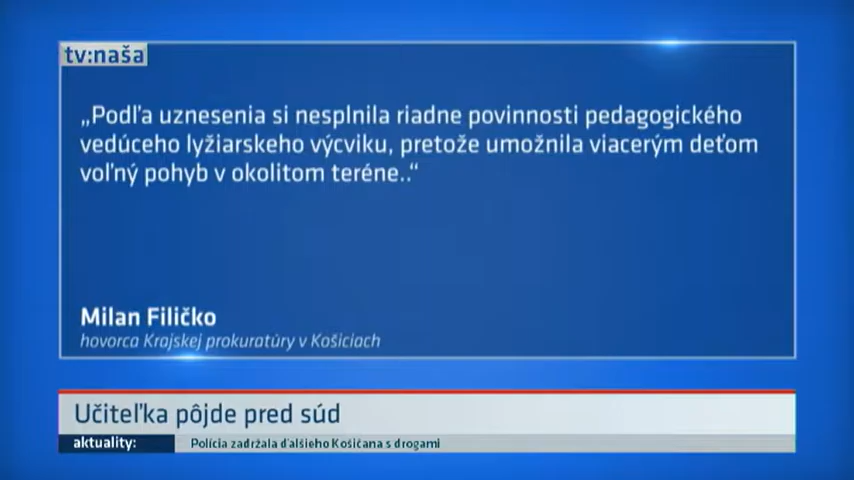 tv:naša
„Podľa uznesenia si nesplnila riadne povinnosti pedagogického
vedúceho lyžiarskeho výcviku, pretože umožnila viacerým deťom
voľný pohyb v okolitom teréne..“
Milan Filičko
hovorca Krajskej prokuratúry v Košiciach
Učiteľka pôjde pred súd
aktuality: Polícia zadržala ďalšieho Košičana s drogami